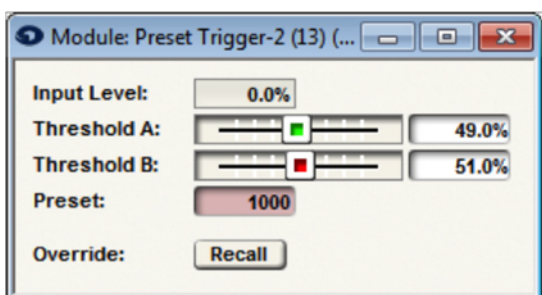 Module: Preset Trigger-2 (13) (...
Input Level: 0.0%
Threshold A: 49.0%
Threshold B: 51.0%
Preset: 1000
Override: Recall